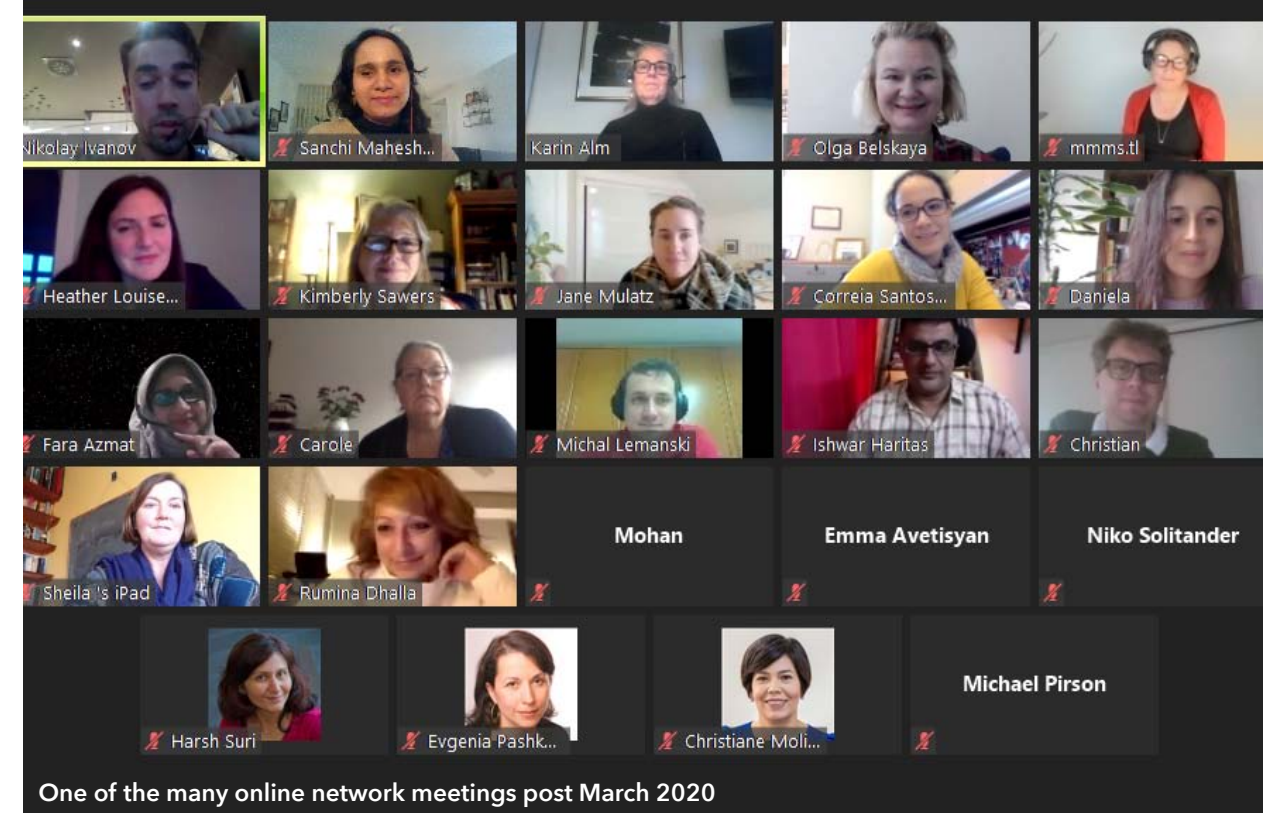 Nikolay Ivanov
Sanchi Mahesh...
Karin Alm
Olga Belskaya
mmms.tl
Heather Louise...
Kimberly Sawers
Jane Mulatz
Correia Santos...
Daniela
Fara Azmat
Carole
Michal Lemanski
Ishwar Haritas
Christian
Sheila 's iPad
Rumina Dhalla
Mohan
Emma Avetisyan
Niko Solitander
Harsh Suri
Evgenia Pashk...
Christiane Moli...
Michael Pirson
One of the many online network meetings post March 2020